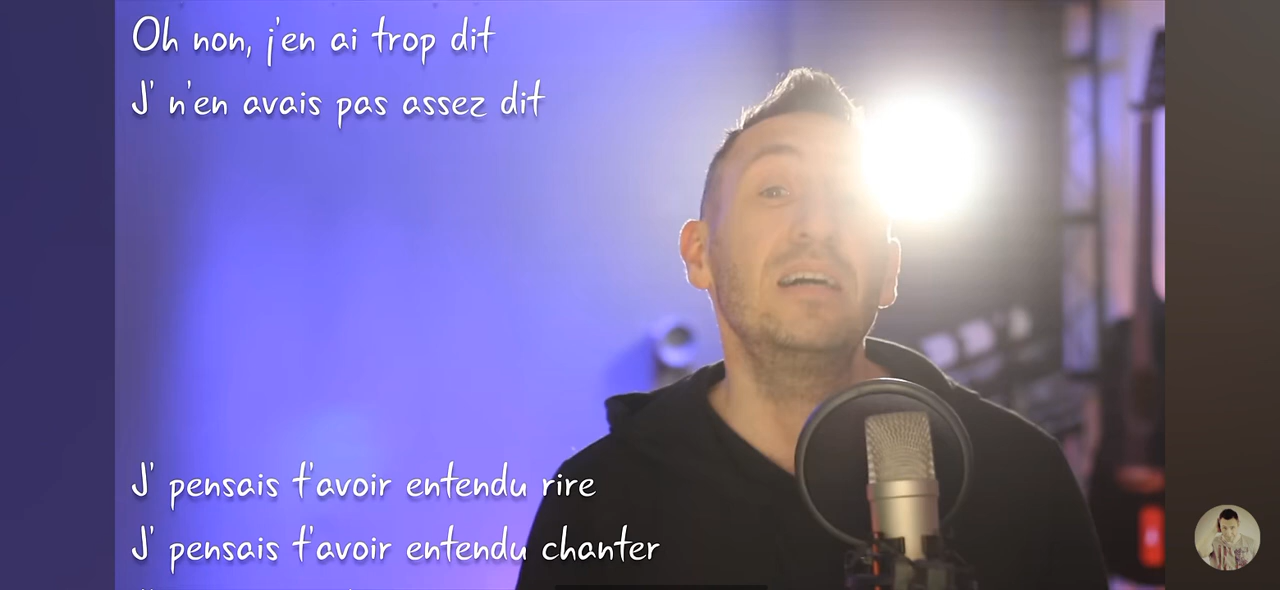 Oh non, j'en ai trop dit
J' n'en avais pas assez dit
J' pensais t'avoir entendu rire
J' pensais t'avoir entendu chanter